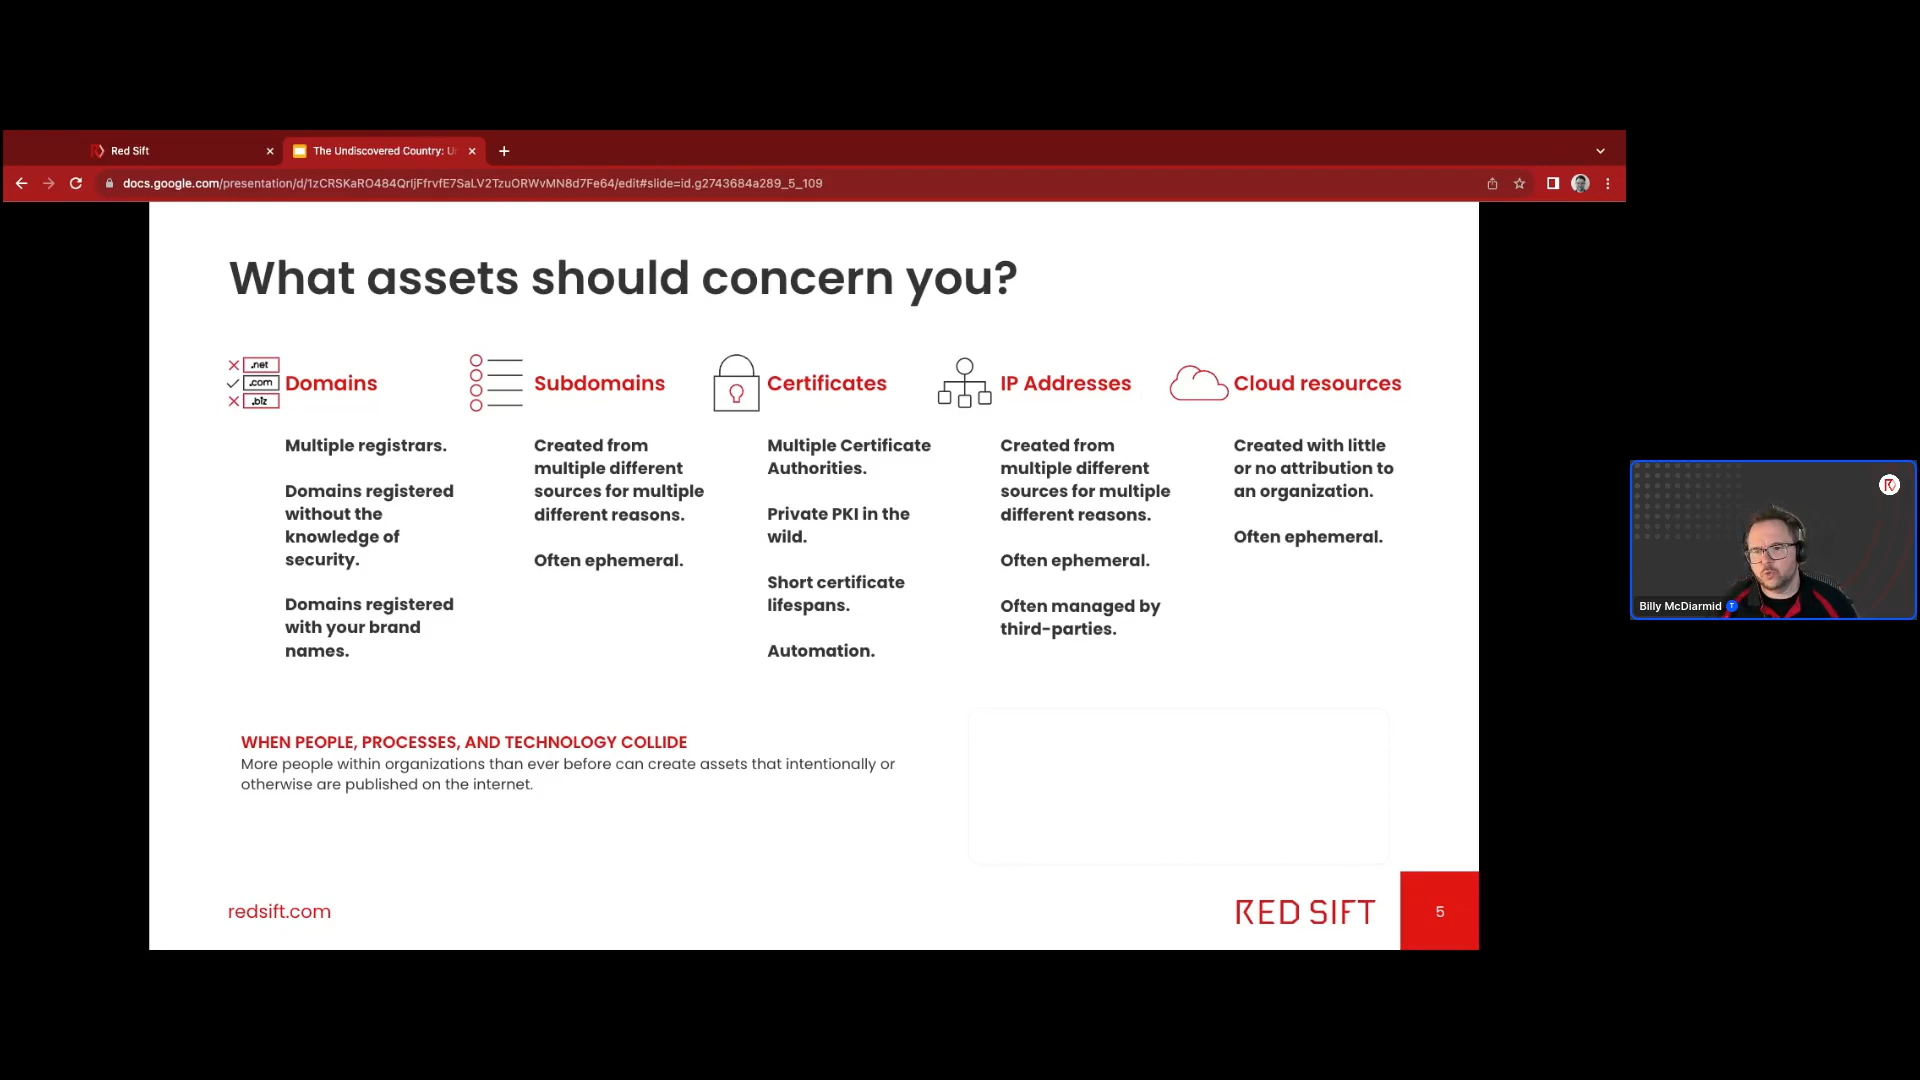 Red Sift
The Undiscovered Country: U
docs.google.com/presentation/d/1zCRSKaRO484QrIjFfrvfE7SaLV2TzuORWvMN8d7Fe64/edit#slide=id.g2743684a289_5_109
What assets should concern you?
.net
.com
.biz
Domains
Multiple registrars.
Domains registered
without the
knowledge of
security.
Domains registered
with your brand
names.
Subdomains
Created from
multiple different
sources for multiple
different reasons.
Often ephemeral.
Certificates
Multiple Certificate
Authorities.
Private PKI in the
wild.
Short certificate
lifespans.
Automation.
IP Addresses
Created from
multiple different
sources for multiple
different reasons.
Often ephemeral.
Often managed by
third-parties.
Cloud resources
Created with little
or no attribution to
an organization.
Often ephemeral.
WHEN PEOPLE, PROCESSES, AND TECHNOLOGY COLLIDE
More people within organizations than ever before can create assets that intentionally or
otherwise are published on the internet.
redsift.com
RED SIFT
5
Billy McDiarmid
T